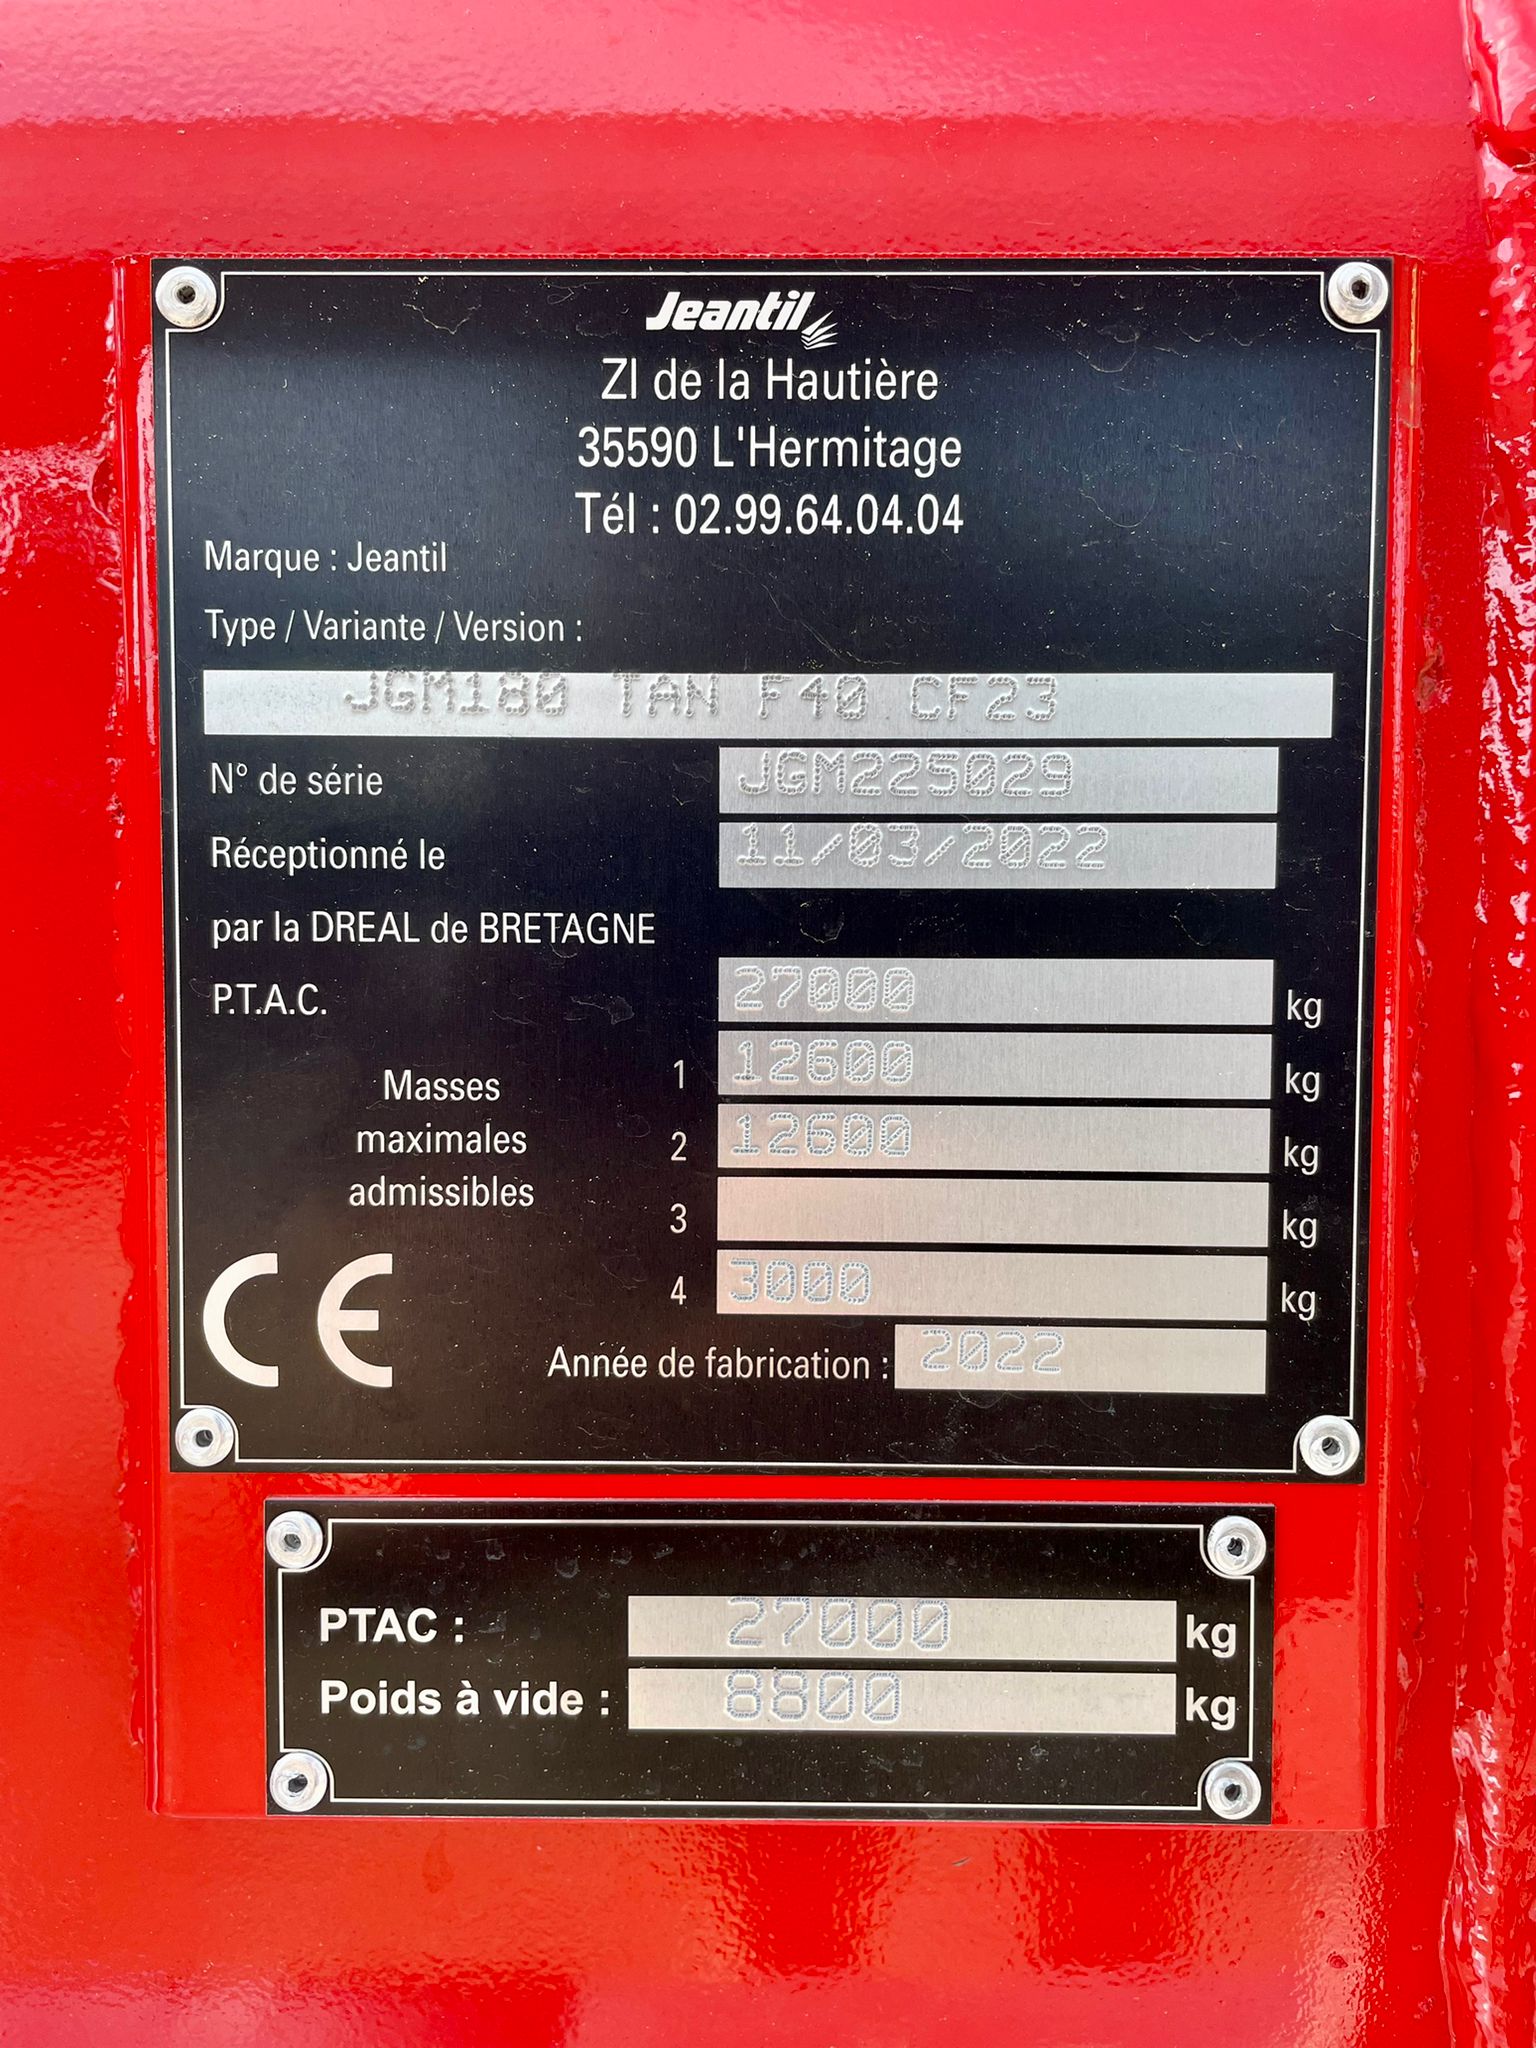 Jeantil
ZI de la Hautière
35590 L'Hermitage
Tél : 02.99.64.04.04
Marque : Jeantil
Type / Variante / Version :
JGM180 TAN F40 CF23
N° de série JGM225029
Réceptionné le 11/03/2022
par la DREAL de BRETAGNE
P.T.A.C. 27000 kg
Masses maximales admissibles
1 12600 kg
2 12600 kg
3 kg
4 3000 kg
CE
Année de fabrication : 2022
PTAC : 27000 kg
Poids à vide : 8800 kg